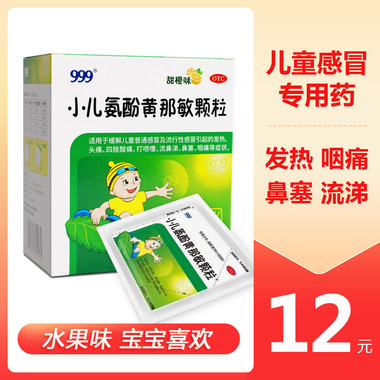 999®
甜橙味
OTC
小儿氨酚黄那敏颗粒
适用于缓解儿童普通感冒及流行性感冒引起的发热、
头痛、四肢酸痛、打喷嚏、流鼻涕、鼻塞、咽痛等症状。
999
小儿氨酚黄那敏颗粒
儿童感冒
专用药
发热 咽痛
鼻塞 流涕
水果味 宝宝喜欢
12元